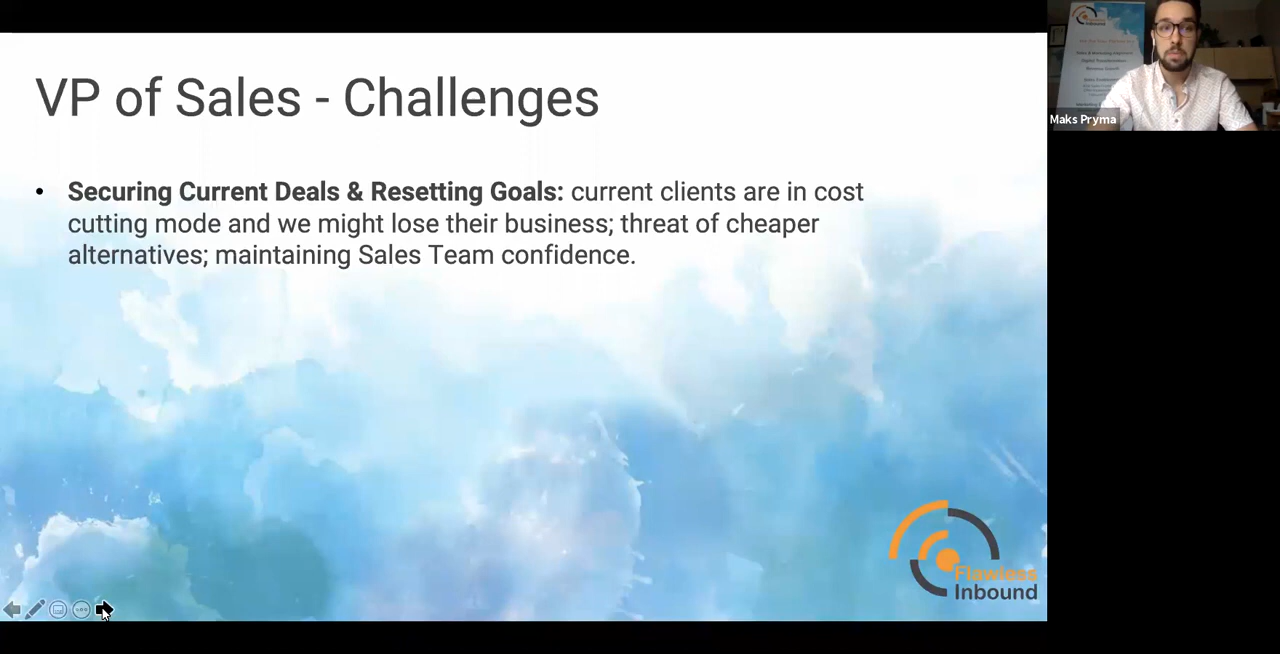 VP of Sales - Challenges
• Securing Current Deals & Resetting Goals: current clients are in cost
cutting mode and we might lose their business; threat of cheaper
alternatives; maintaining Sales Team confidence.
Flawless
Inbound
Inbound
Maks Pryma